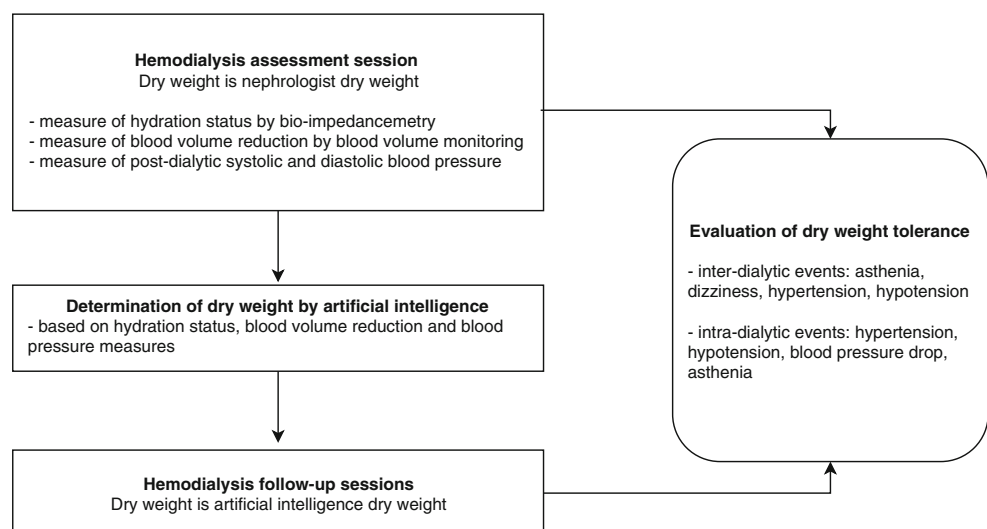 Hemodialysis assessment session
Dry weight is nephrologist dry weight
- measure of hydration status by bio-impedancemetry
- measure of blood volume reduction by blood volume monitoring
- measure of post-dialytic systolic and diastolic blood pressure
Determination of dry weight by artificial intelligence
- based on hydration status, blood volume reduction and blood
pressure measures
Hemodialysis follow-up sessions
Dry weight is artificial intelligence dry weight
Evaluation of dry weight tolerance
- inter-dialytic events: asthenia,
dizziness, hypertension, hypotension
- intra-dialytic events: hypertension,
hypotension, blood pressure drop,
asthenia